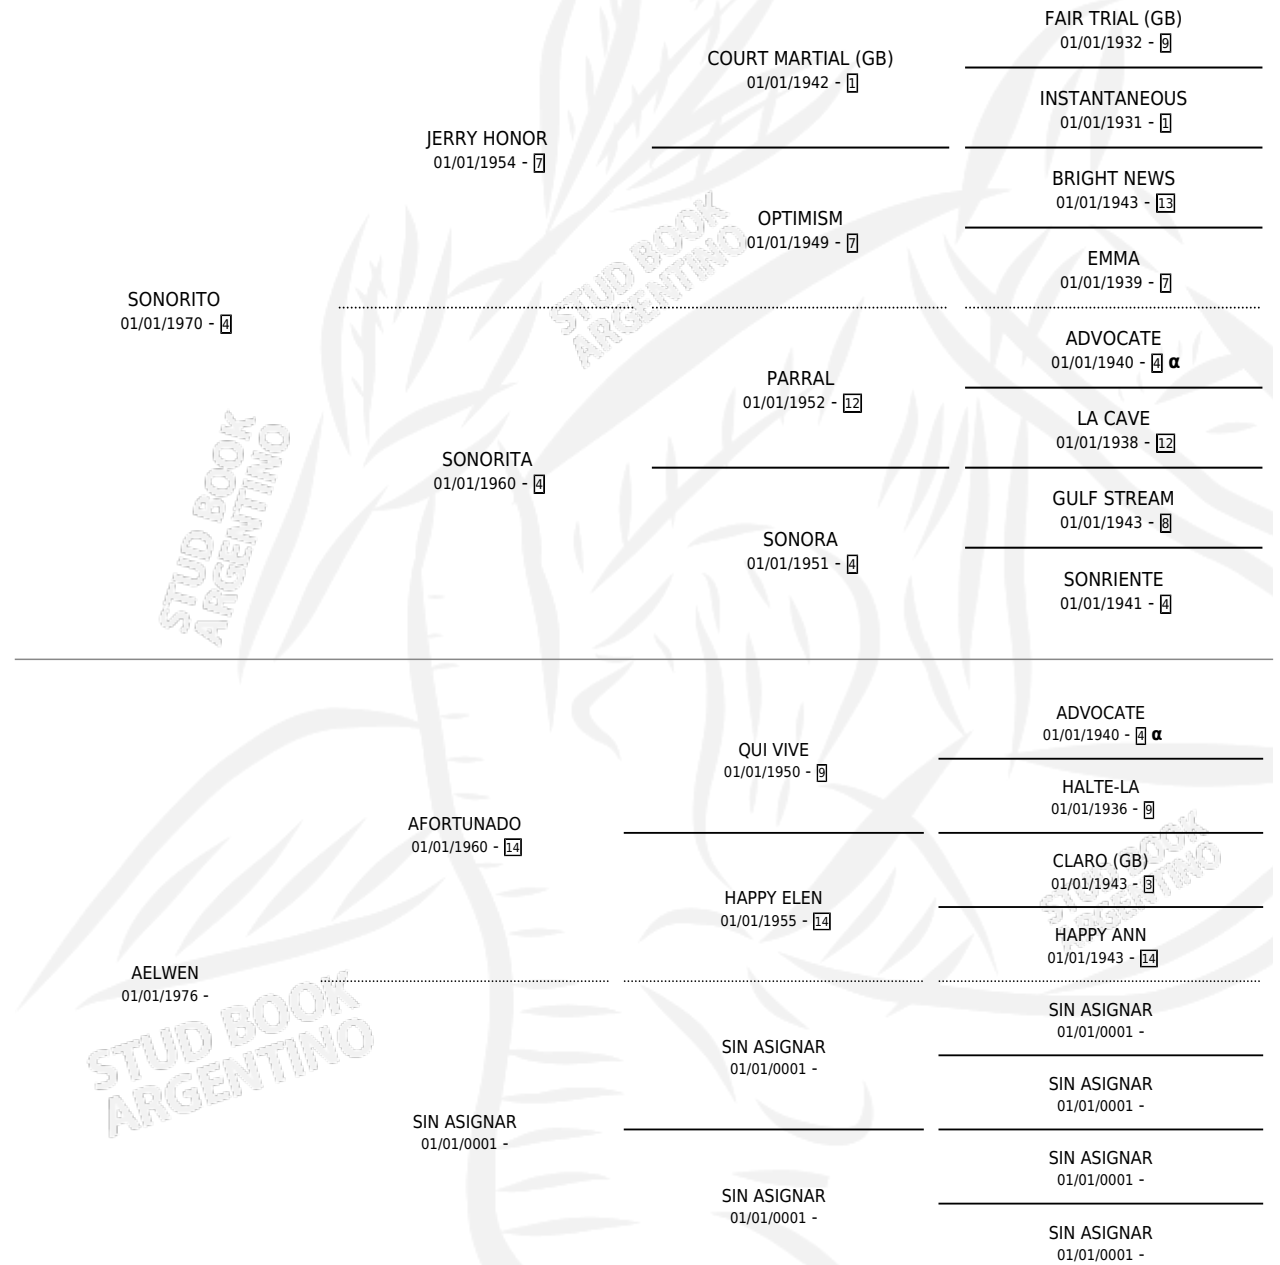 FAIR TRIAL (GB)
01/01/1932 - 9
COURT MARTIAL (GB)
01/01/1942 - 1
INSTANTANEOUS
01/01/1931 - 1
JERRY HONOR
01/01/1954 - 7
BRIGHT NEWS
01/01/1943 - 13
OPTIMISM
01/01/1949 - 7
EMMA
01/01/1939 - 7
SONORITO
01/01/1970 - 4
ADVOCATE
01/01/1940 - 4 α
PARRAL
01/01/1952 - 12
LA CAVE
01/01/1938 - 12
SONORITA
01/01/1960 - 4
GULF STREAM
01/01/1943 - 8
SONORA
01/01/1951 - 4
SONRIENTE
01/01/1941 - 4
ADVOCATE
01/01/1940 - 4 α
QUI VIVE
01/01/1950 - 9
HALTE-LA
01/01/1936 - 9
AFORTUNADO
01/01/1960 - 14
CLARO (GB)
01/01/1943 - 3
HAPPY ELEN
01/01/1955 - 14
HAPPY ANN
01/01/1943 - 14
AELWEN
01/01/1976 -
SIN ASIGNAR
01/01/0001 -
SIN ASIGNAR
01/01/0001 -
SIN ASIGNAR
01/01/0001 -
SIN ASIGNAR
01/01/0001 -
SIN ASIGNAR
01/01/0001 -
SIN ASIGNAR
01/01/0001 -
SIN ASIGNAR
01/01/0001 -
STUD BOOK
ARGENTINO
STUD BOOK
ARGENTINO
STUD BOOK
ARGENTINO
STUD BOOK
ARGENTINO